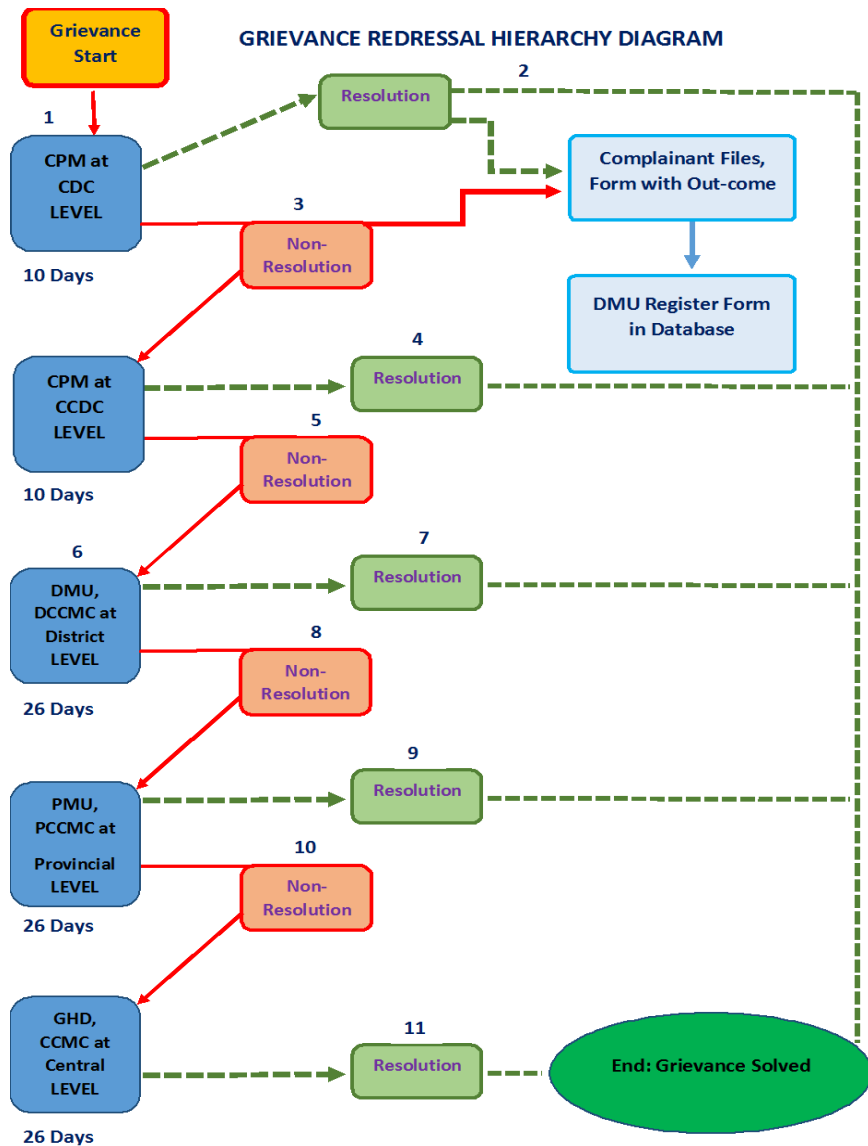 Grievance
Start
GRIEVANCE REDRESSAL HIERARCHY DIAGRAM
2
Resolution
1
CPM at
CDC
LEVEL
Complainant Files,
Form with Out-come
3
Non-
Resolution
10 Days
DMU Register Form
in Database
4
CPM at
CCDC
LEVEL
Resolution
5
Non-
Resolution
10 Days
6
7
DMU,
DCCMC at
District
LEVEL
Resolution
8
Non-
Resolution
26 Days
9
PMU,
PCCMC at
Provincial
LEVEL
Resolution
10
Non-
Resolution
26 Days
GHD,
CCMC at
Central
LEVEL
11
Resolution
End: Grievance Solved
26 Days